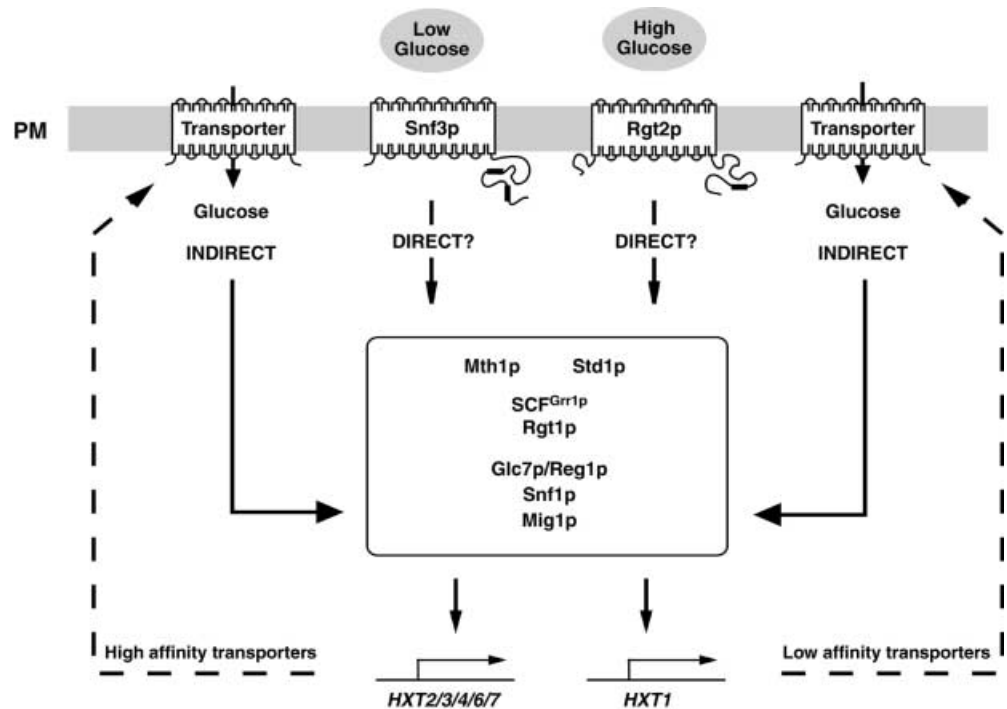 Low
Glucose
High
Glucose
PM
Transporter
Snf3p
Rgt2p
Transporter
Glucose
INDIRECT
DIRECT?
DIRECT?
Glucose
INDIRECT
Mth1p Std1p
SCFGrr1p
Rgt1p
Glc7p/Reg1p
Snf1p
Mig1p
High affinity transporters
HXT2/3/4/6/7
HXT1
Low affinity transporters